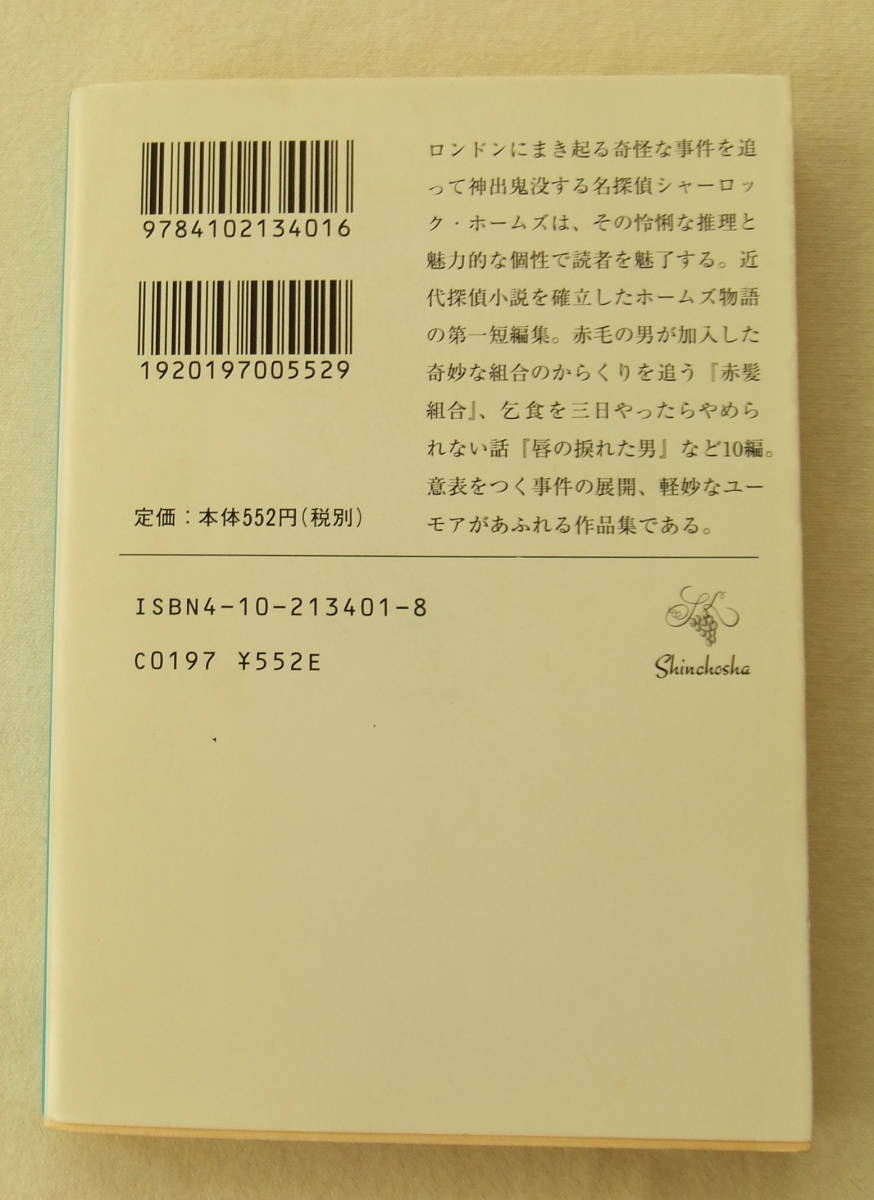 9784102134016
1920197005529
定価：本体552円（税別）
ロンドンにまき起る奇怪な事件を追
って神出鬼没する名探偵シャーロッ
ク・ホームズは、その怜悧な推理と
魅力的な個性で読者を魅了する。近
代探偵小説を確立したホームズ物語
の第一短編集。赤毛の男が加入した
奇妙な組合のからくりを追う『赤髪
組合』、乞食を三日やったらやめら
れない話『唇の捩れた男』など10編。
意表をつく事件の展開、軽妙なユー
モアがあふれる作品集である。
ISBN4-10-213401-8
C0197 ¥552E
Shinchosha